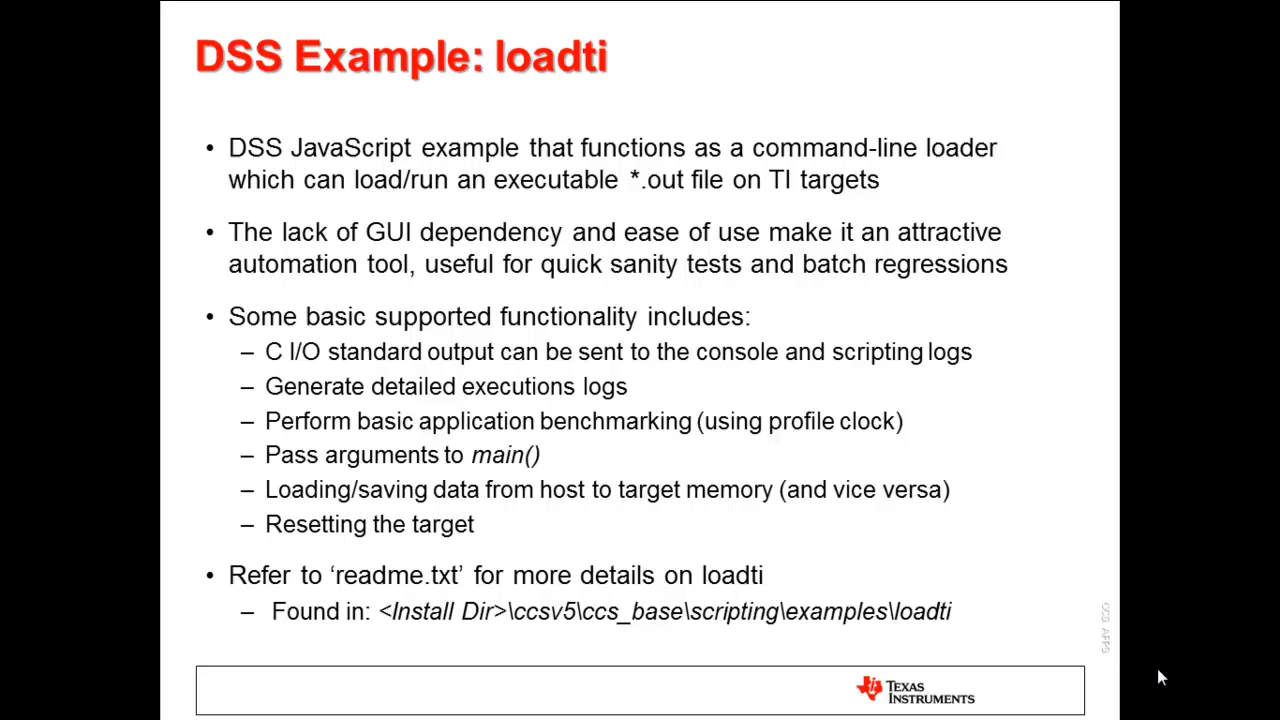 DSS Example: loadti
• DSS JavaScript example that functions as a command-line loader
which can load/run an executable *.out file on TI targets
• The lack of GUI dependency and ease of use make it an attractive
automation tool, useful for quick sanity tests and batch regressions
• Some basic supported functionality includes:
– C I/O standard output can be sent to the console and scripting logs
– Generate detailed executions logs
– Perform basic application benchmarking (using profile clock)
– Pass arguments to main()
– Loading/saving data from host to target memory (and vice versa)
– Resetting the target
• Refer to ‘readme.txt’ for more details on loadti
– Found in: <Install Dir>\ccsv5\ccs_base\scripting\examples\loadti
CCS APPS
TEXAS
INSTRUMENTS